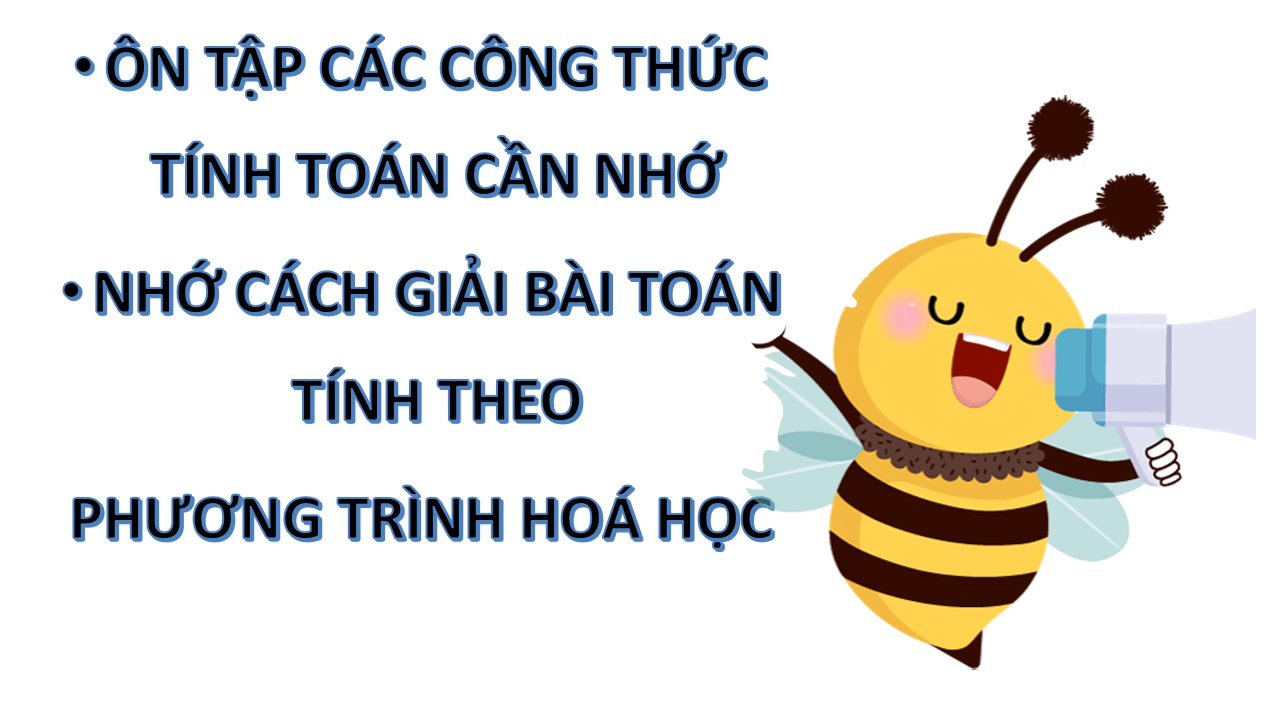 • ÔN TẬP CÁC CÔNG THỨC
TÍNH TOÁN CẦN NHỚ
• NHỚ CÁCH GIẢI BÀI TOÁN
TÍNH THEO
PHƯƠNG TRÌNH HOÁ HỌC